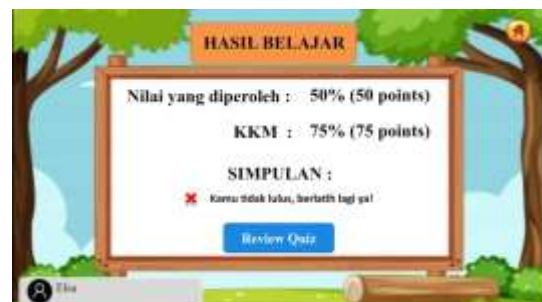 HASIL BELAJAR
Nilai yang diperoleh : 50% (50 points)
KKM : 75% (75 points)
SIMPULAN :
Kamu tidak lulus, berlatih lagi ya!
Review Quiz